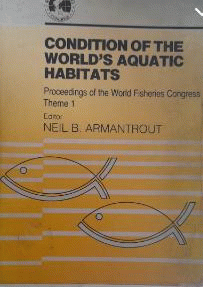 CONDITION OF THE
WORLD'S AQUATIC
HABITATS
Proceedings of the World Fisheries Congress
Theme 1
Editor
NEIL B. ARMANTROUT